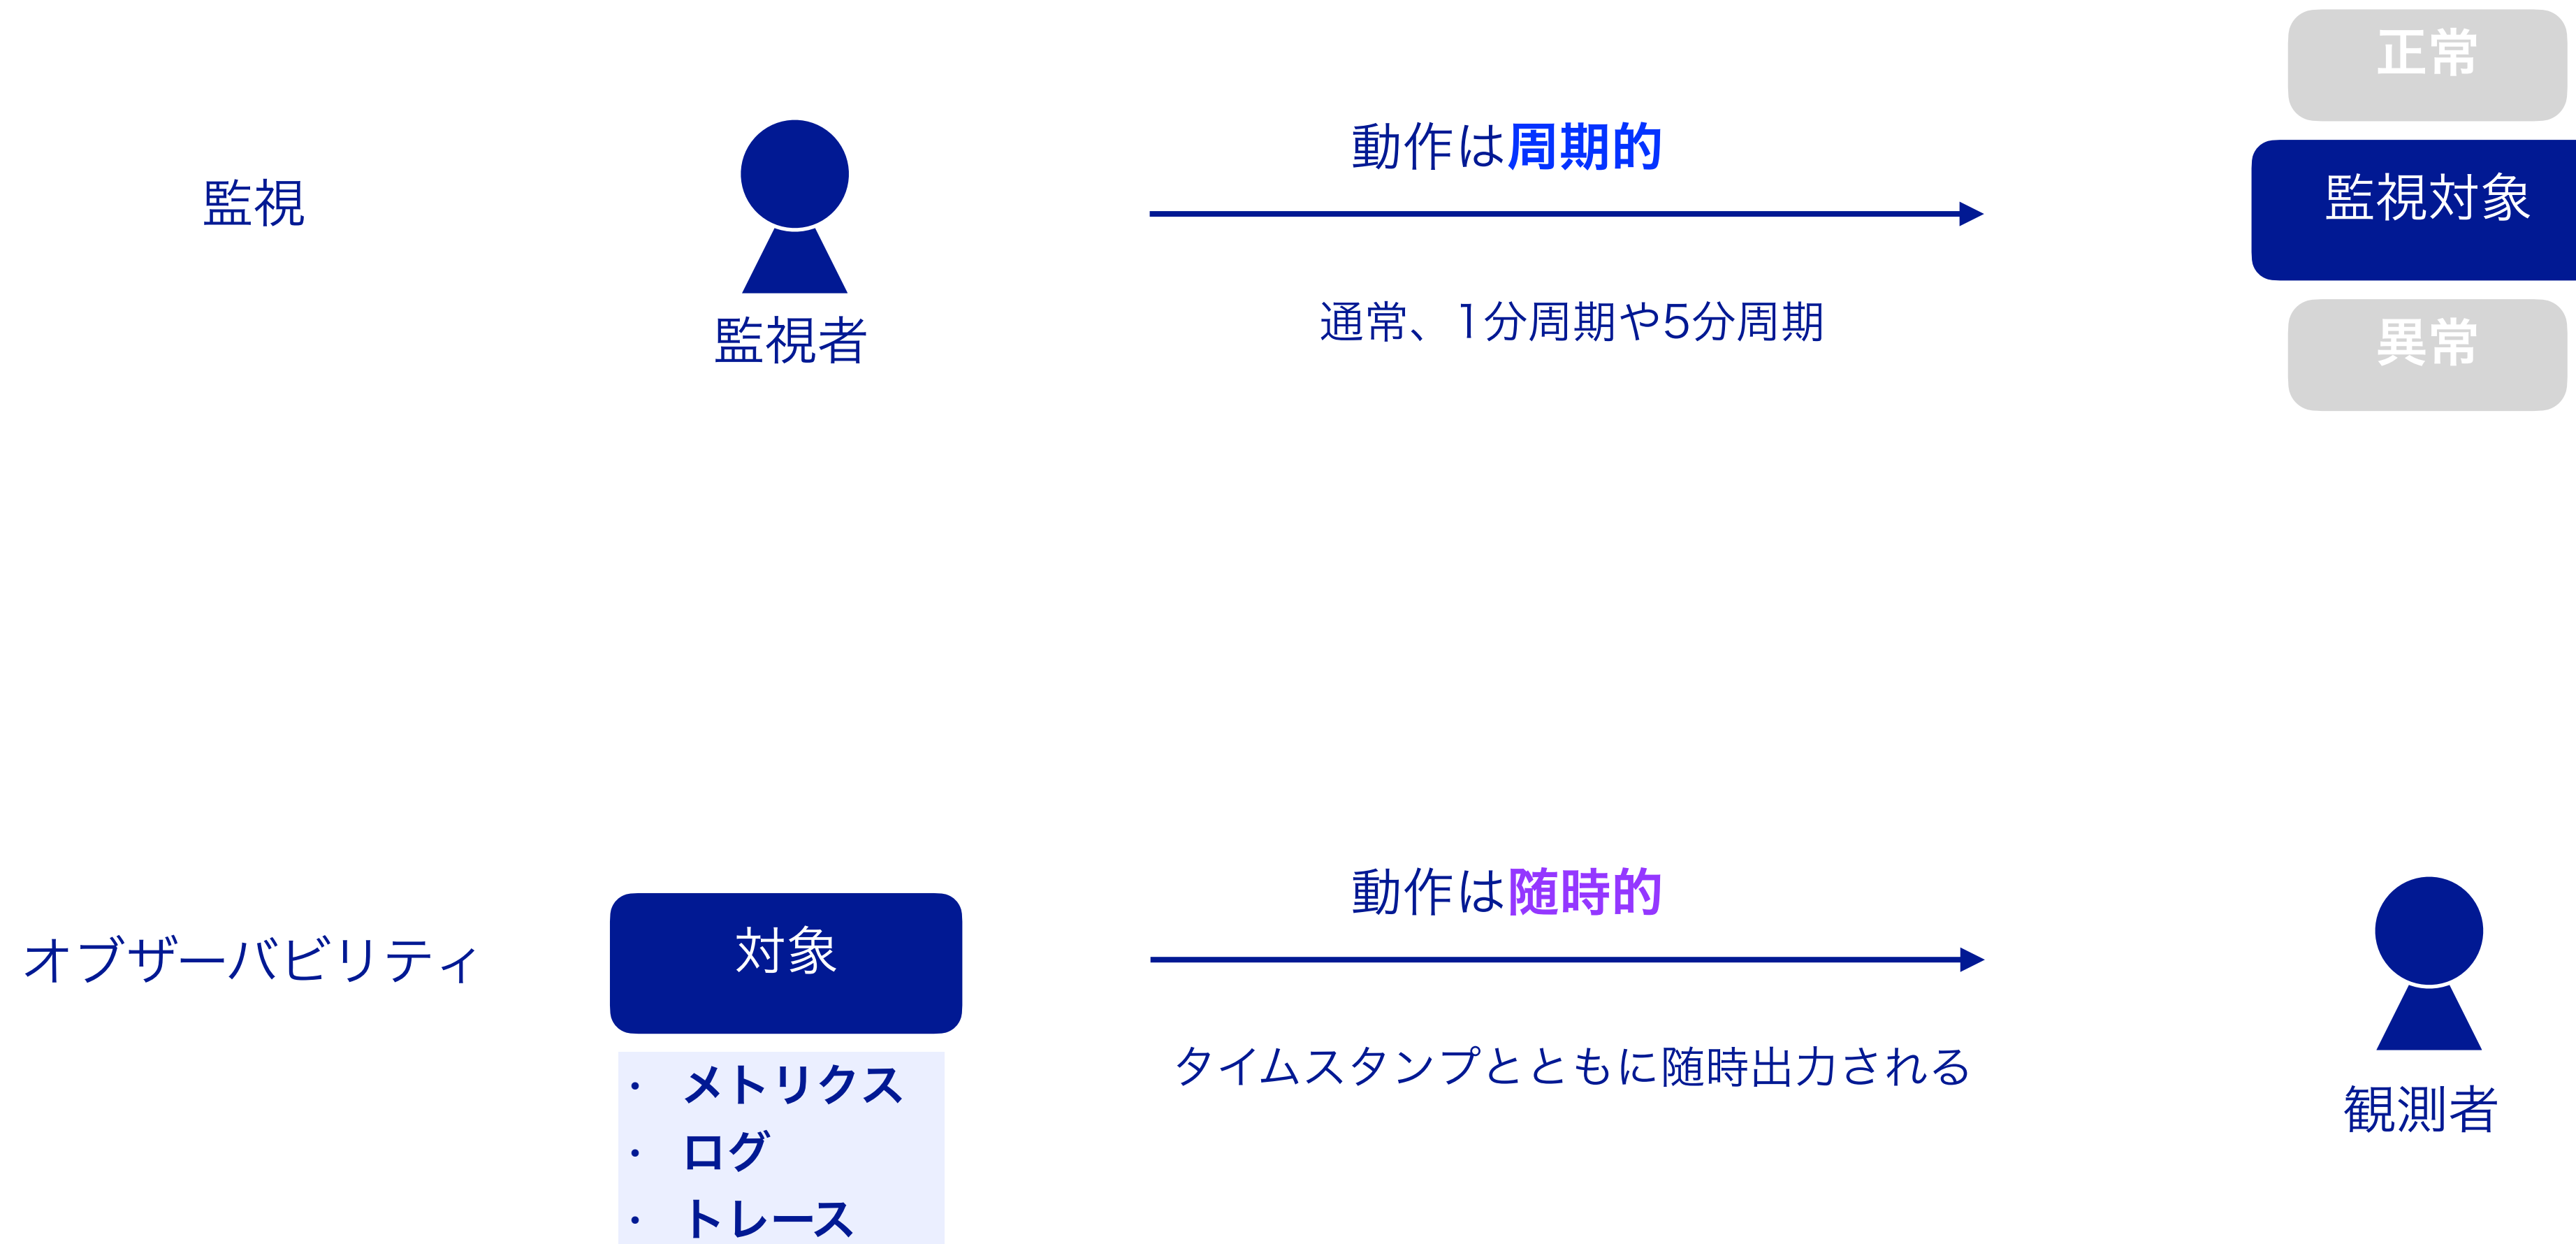 監視
監視者
動作は周期的
通常、1分周期や5分周期
正常
監視対象
異常
オブザーバビリティ
対象
・ メトリクス
・ ログ
・ トレース
動作は随時的
タイムスタンプとともに随時出力される
観測者